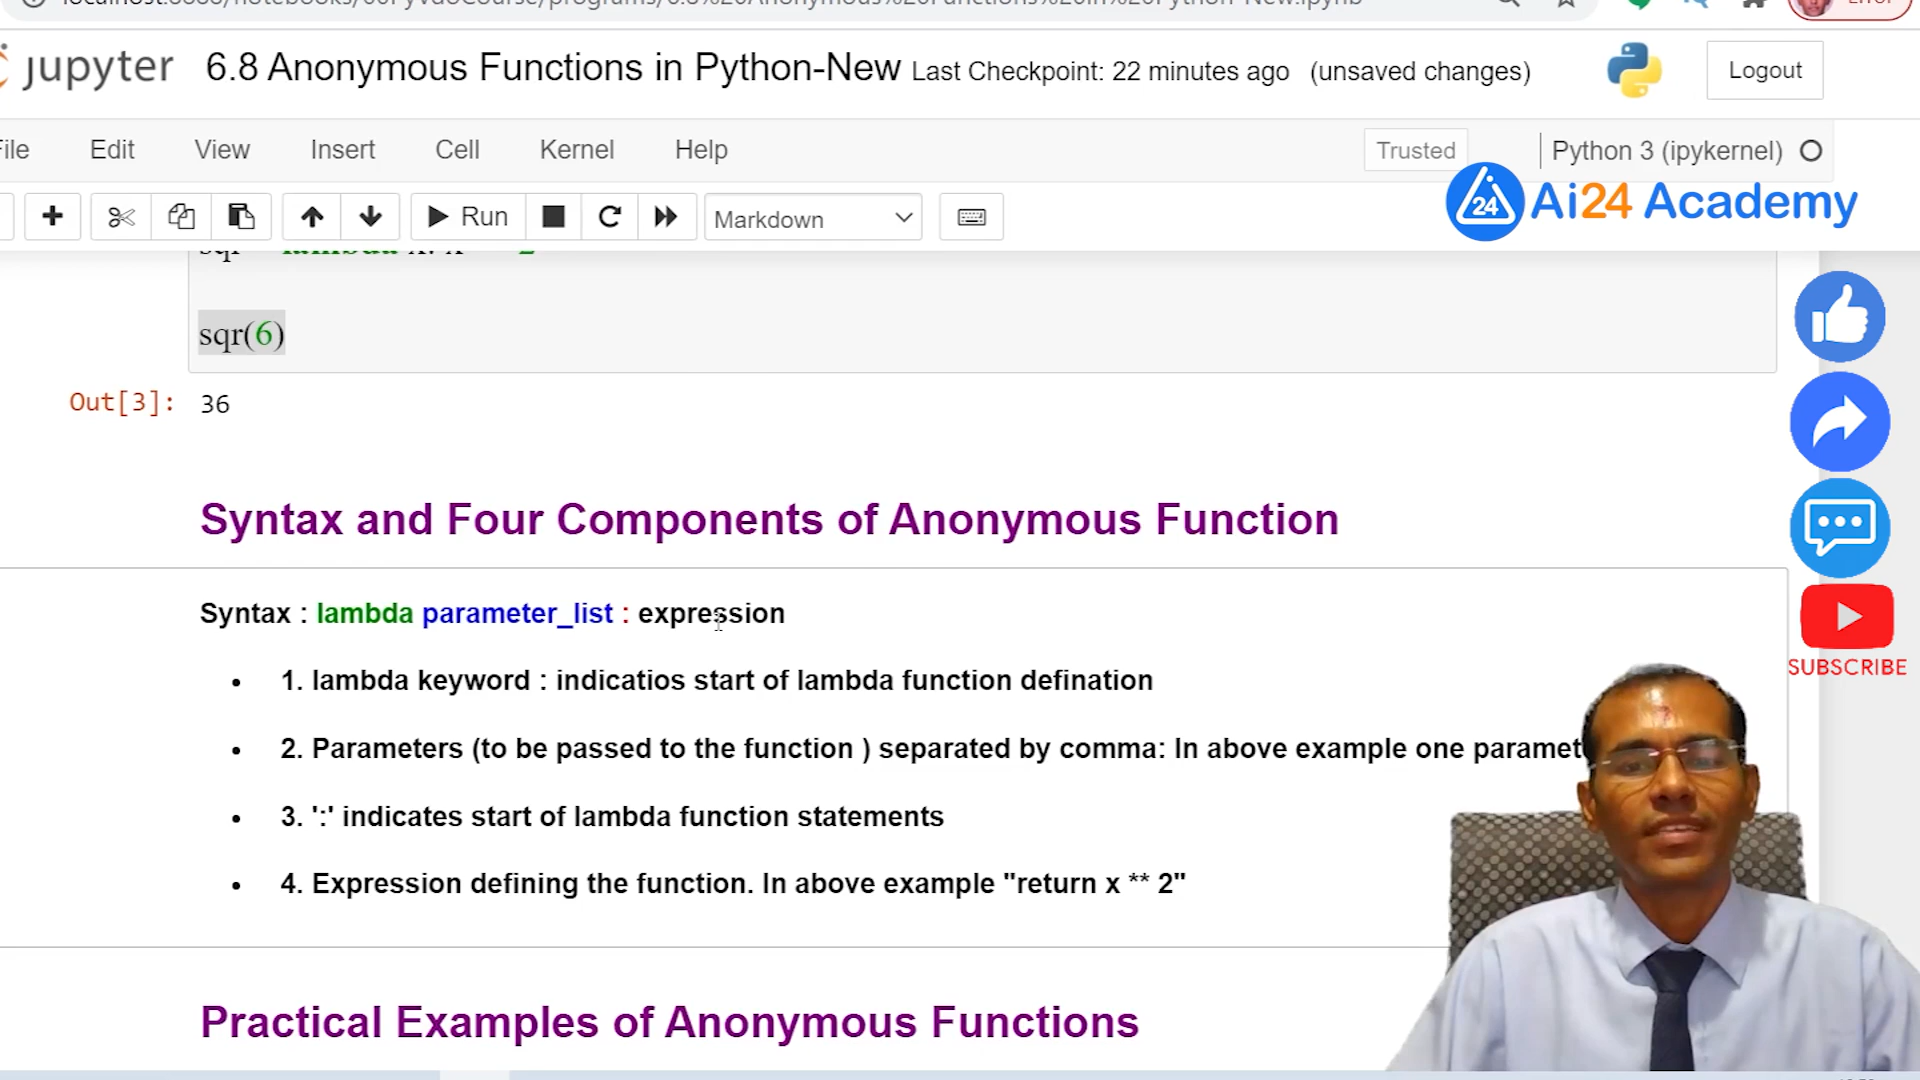 jupyter 6.8 Anonymous Functions in Python-New Last Checkpoint: 22 minutes ago (unsaved changes) Logout
Edit View Insert Cell Kernel Help Trusted Python 3 (ipykernel)
Run Markdown
24 Ai24 Academy
sqr(6)
Out[3]: 36
Syntax and Four Components of Anonymous Function
Syntax : lambda parameter_list : expression
• 1. lambda keyword : indicatios start of lambda function defination
SUBSCRIBE
• 2. Parameters (to be passed to the function ) separated by comma: In above example one paramet
• 3. ':' indicates start of lambda function statements
• 4. Expression defining the function. In above example "return x ** 2"
Practical Examples of Anonymous Functions